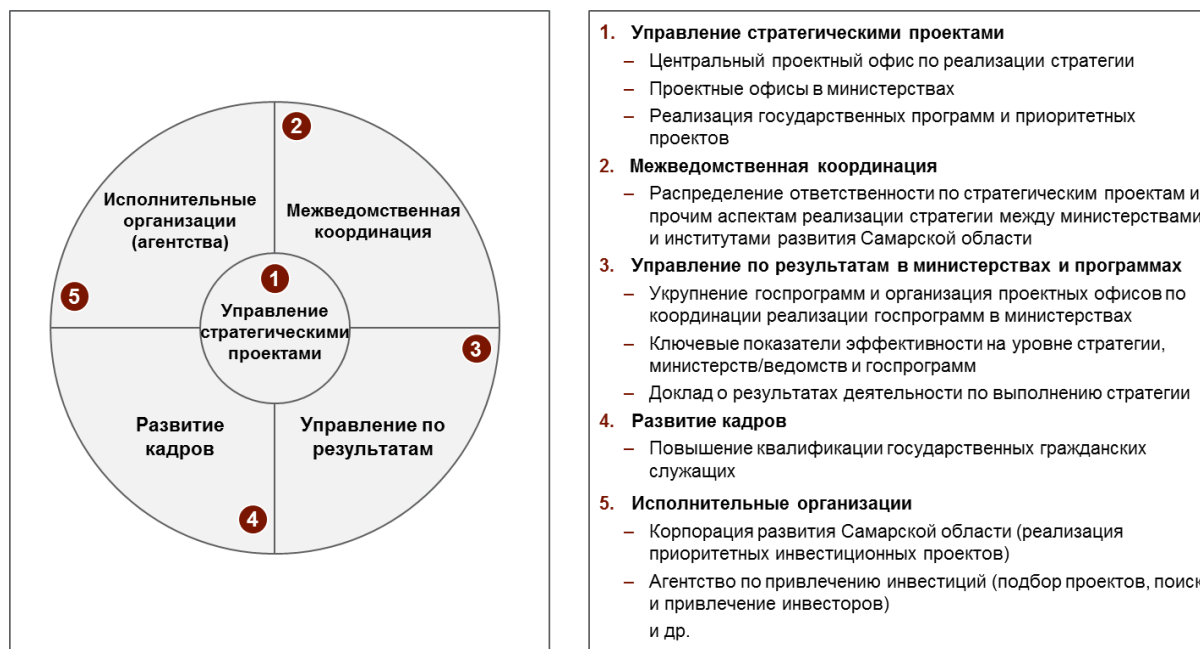 2
Исполнительные
организации
(агентства)
Межведомственная
координация
5
1
Управление
стратегическими
проектами
3
Развитие
кадров
Управление по
результатам
4
1. Управление стратегическими проектами
– Центральный проектный офис по реализации стратегии
– Проектные офисы в министерствах
– Реализация государственных программ и приоритетных
проектов
2. Межведомственная координация
– Распределение ответственности по стратегическим проектам и
прочим аспектам реализации стратегии между министерствами
и институтами развития Самарской области
3. Управление по результатам в министерствах и программах
– Укрупнение госпрограмм и организация проектных офисов по
координации реализации госпрограмм в министерствах
– Ключевые показатели эффективности на уровне стратегии,
министерств/ведомств и госпрограмм
– Доклад о результатах деятельности по выполнению стратегии
4. Развитие кадров
– Повышение квалификации государственных гражданских
служащих
5. Исполнительные организации
– Корпорация развития Самарской области (реализация
приоритетных инвестиционных проектов)
– Агентство по привлечению инвестиций (подбор проектов, поиск
и привлечение инвесторов)
и др.